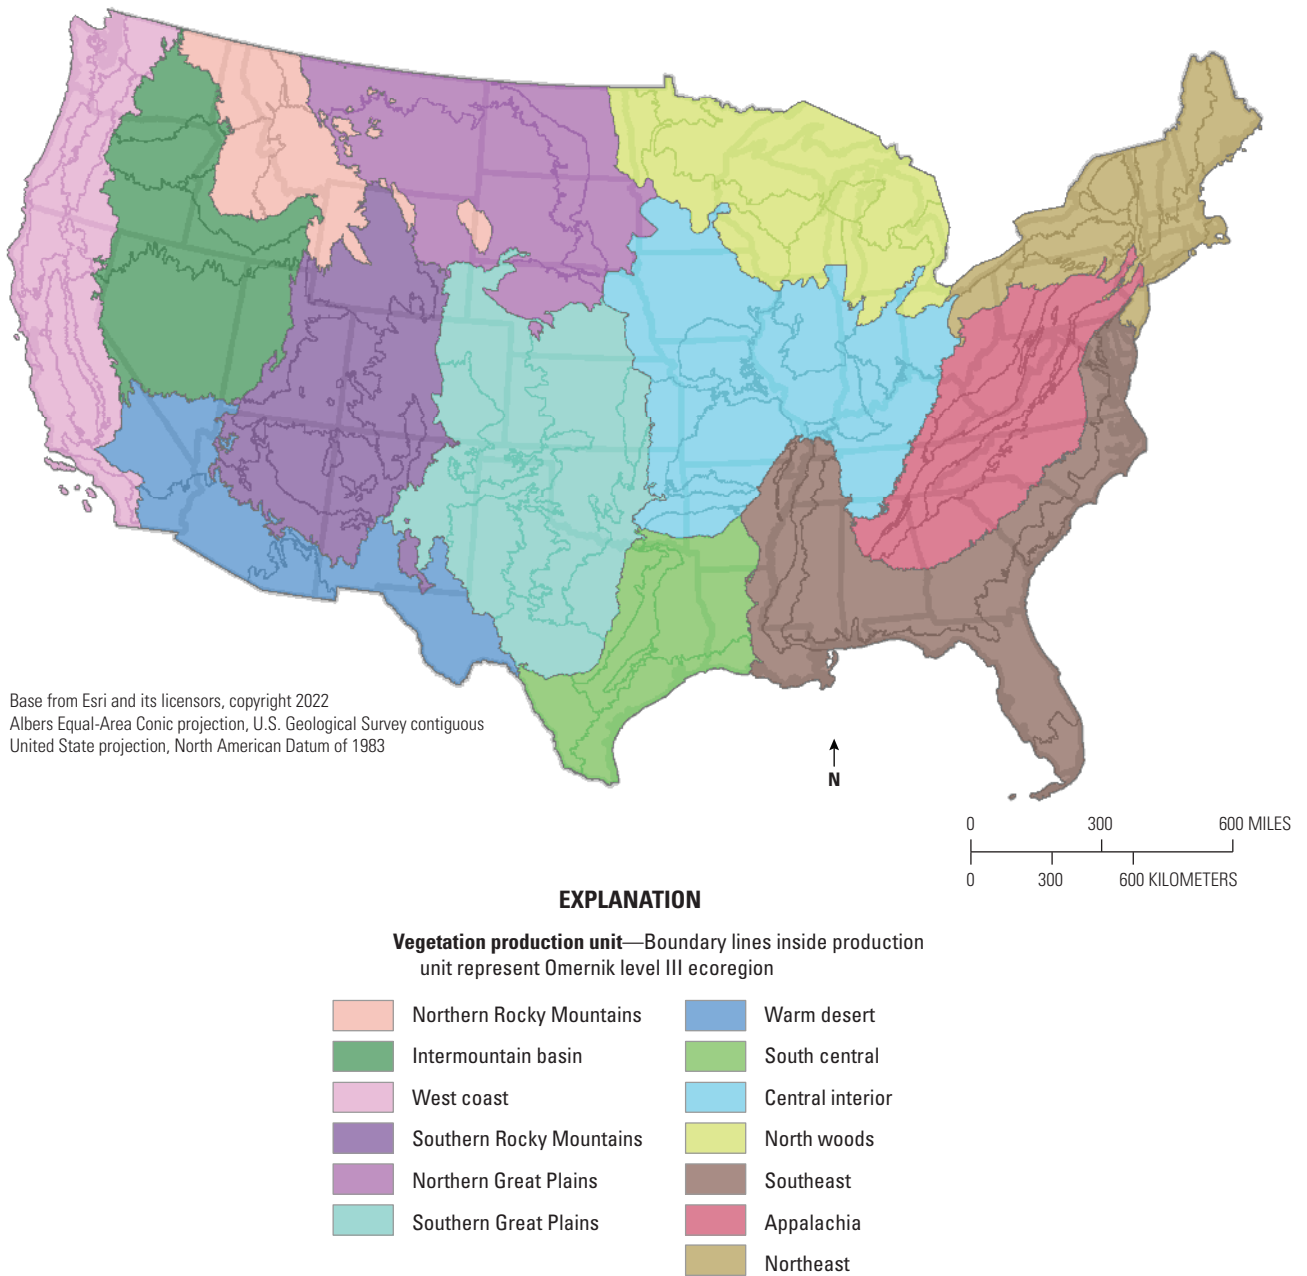 Base from Esri and its licensors, copyright 2022
Albers Equal-Area Conic projection, U.S. Geological Survey contiguous
United State projection, North American Datum of 1983
N
0 300 600 MILES
0 300 600 KILOMETERS
EXPLANATION
Vegetation production unit—Boundary lines inside production
unit represent Omernik level III ecoregion
Northern Rocky Mountains
Intermountain basin
West coast
Southern Rocky Mountains
Northern Great Plains
Southern Great Plains
Warm desert
South central
Central interior
North woods
Southeast
Appalachia
Northeast